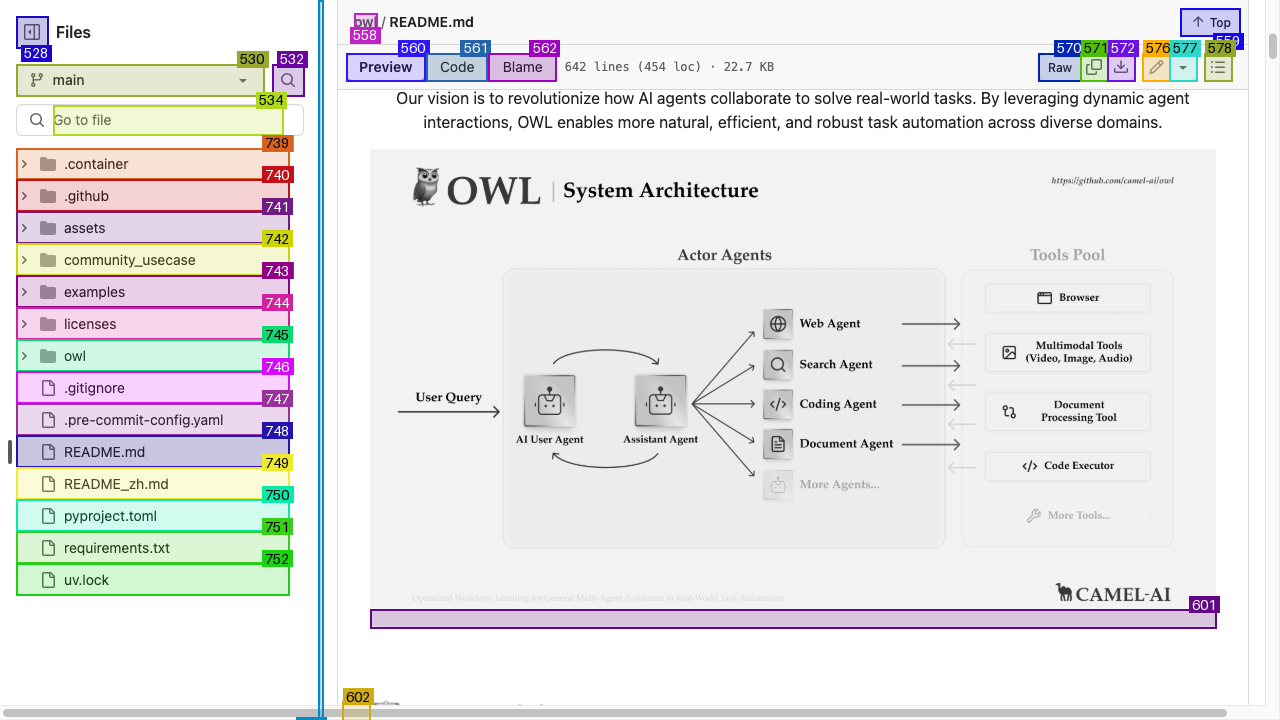 Files
528
530
532
main
534
Go to file
739
.container
740
.github
741
assets
742
community_usecase
743
examples
744
licenses
745
owl
746
.gitignore
747
.pre-commit-config.yaml
748
README.md
749
README_zh.md
750
pyproject.toml
751
requirements.txt
752
uv.lock
owl / README.md
558
Top
559
560 561 562
Preview Code Blame 642 lines (454 loc) · 22.7 KB
570 571 572 576 577 578
Raw
Our vision is to revolutionize how AI agents collaborate to solve real-world tasks. By leveraging dynamic agent
interactions, OWL enables more natural, efficient, and robust task automation across diverse domains.
OWL | System Architecture
https://github.com/camel-ai/owl
Actor Agents
Tools Pool
User Query
AI User Agent
Assistant Agent
Web Agent
Search Agent
Coding Agent
Document Agent
More Agents...
Browser
Multimodal Tools
(Video, Image, Audio)
Document
Processing Tool
Code Executor
More Tools...
Optimized Workforce Learning for General Multi-Agent Assistance in Real-World Task Automation
CAMEL-AI
601
602